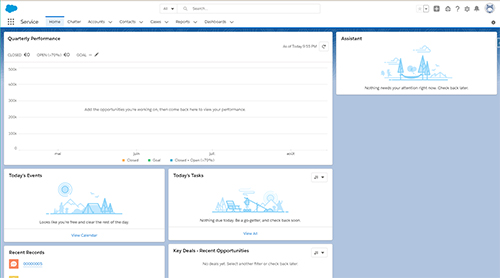 All
Search...
Service
Home
Chatter
Accounts
Contacts
Cases
Reports
Dashboards
Quarterly Performance
As of Today 5:03 PM
CLOSED €0 OPEN (>70%) €0 GOAL --
500k
400k
300k
200k
100k
0
Add the opportunities you're working on, then come back here to view your performance.
mei
juin
juil
août
Closed
Goal
Closed + Open (>70%)
Assistant
Nothing needs your attention right now. Check back later.
Today's Events
Looks like you're free and clear the rest of the day.
View Calendar
Today's Tasks
Nothing due today. Be a go-getter, and check back soon.
View All
Recent Records
Key Deals - Recent Opportunities
No deals yet. Select another filter or check back later.